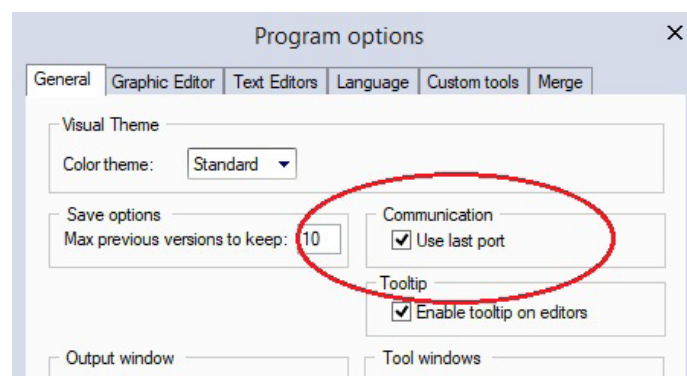 Program options
General Graphic Editor Text Editors Language Custom tools Merge
Visual Theme
Color theme: Standard
Save options
Max previous versions to keep: 10
Communication
Use last port
Tooltip
Enable tooltip on editors
Output window
Tool windows